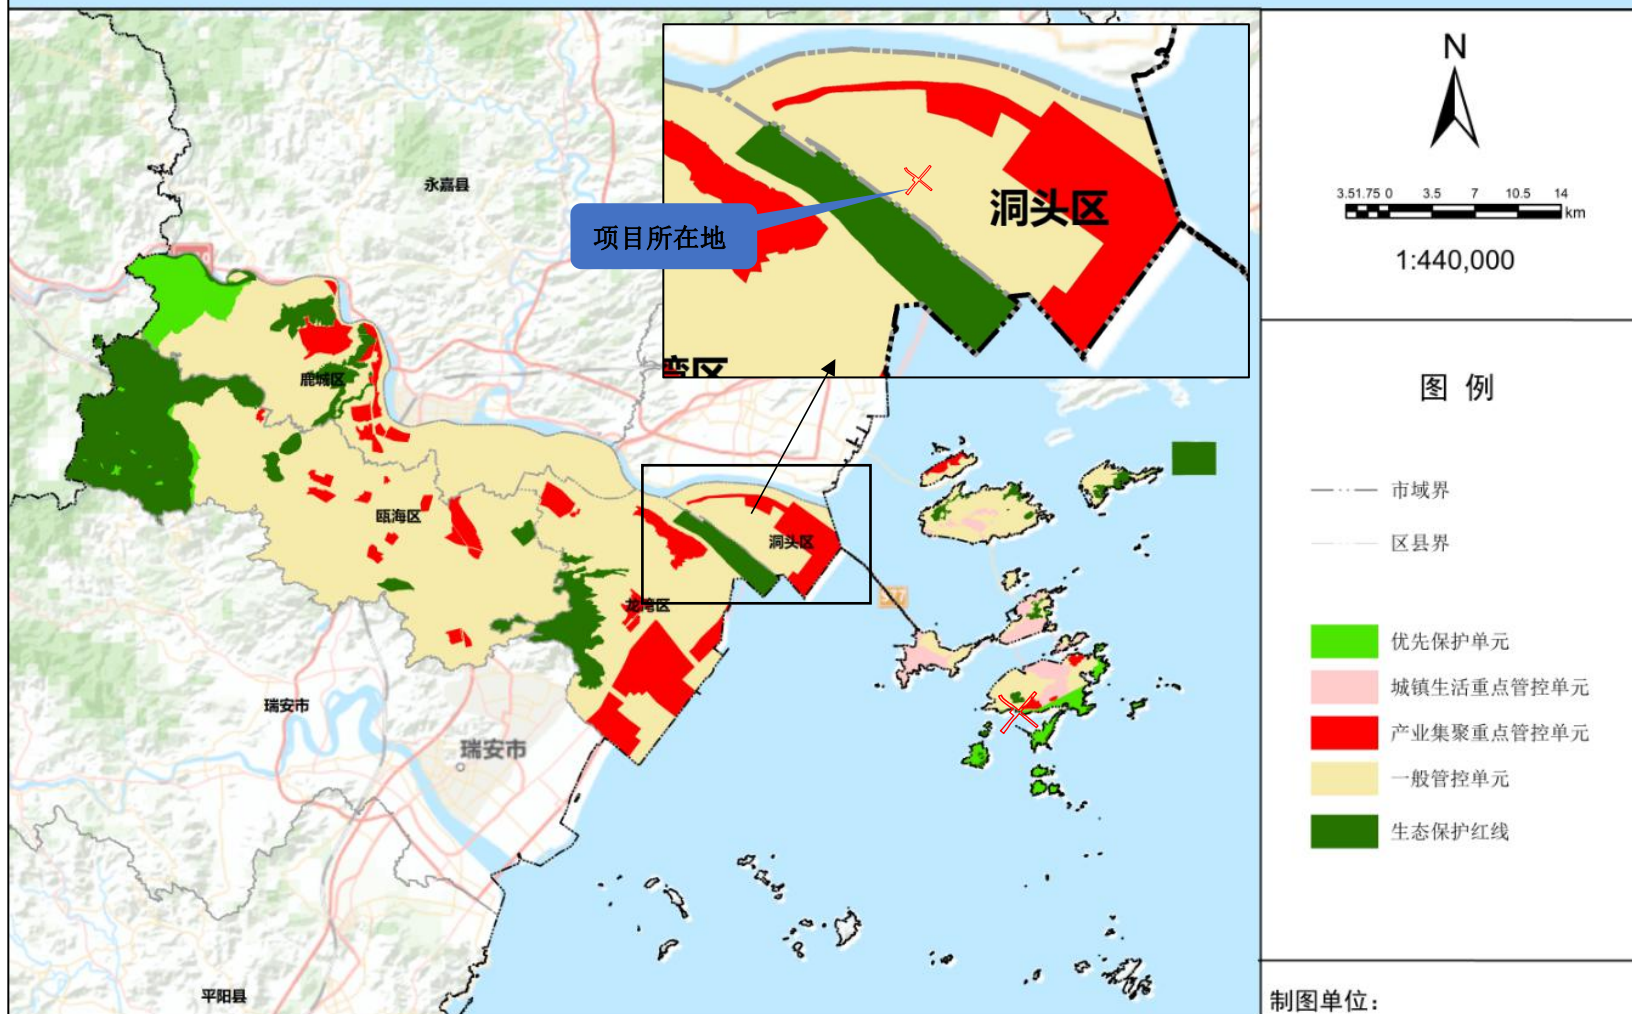 N
3.51.75 0 3.5 7 10.5 14
km
1:440,000
图 例
市域界
区县界
优先保护单元
城镇生活重点管控单元
产业集聚重点管控单元
一般管控单元
生态保护红线
制图单位：
项目所在地
洞头区
湾区
永嘉县
鹿城区
瓯海区
洞头区
龙湾区
瑞安市
瑞安市
平阳县